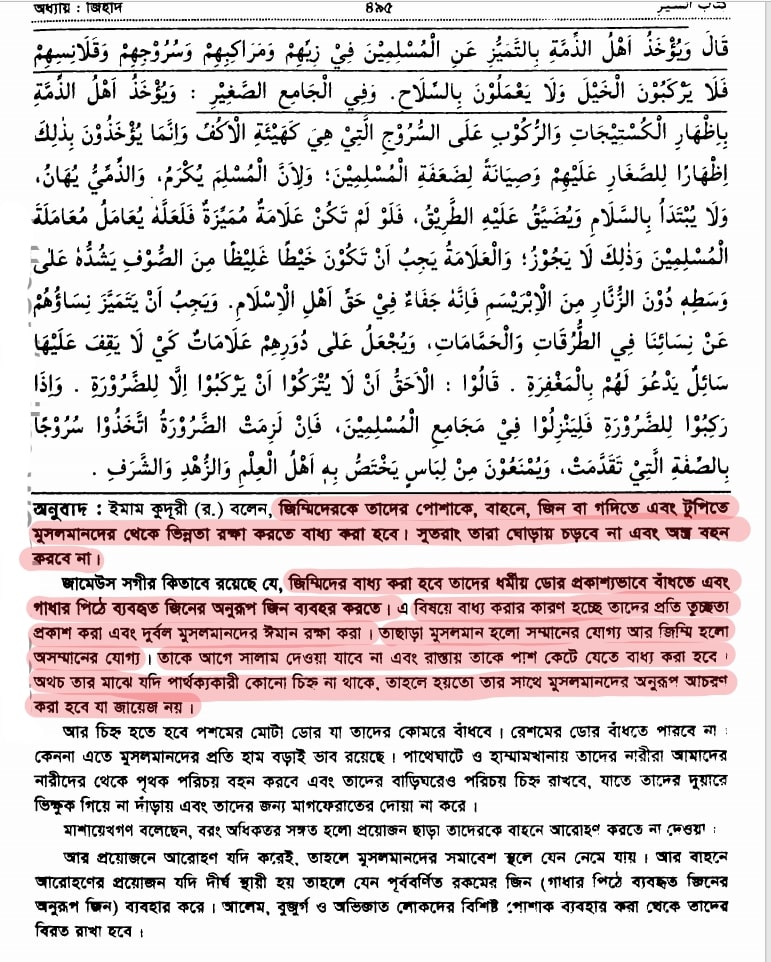 অধ্যায় : জিহাদ ৪৯৫ كتاب السير
قَالَ وَيُؤْخَذُ اَهْلُ الذِّمَّةِ بِالتَّمَيُّزِ عَنِ الْمُسْلِمِيْنَ فِيْ زِيِّهِمْ وَمَرَاكِبِهِمْ وَسُرُوْجِهِمْ وَقَلَانِسِهِمْ
فَلَا يَرْكَبُوْنَ الْخَيْلَ وَلَا يَعْمَلُوْنَ بِالسِّلَاحِ. وَفِي الْجَامِعِ الصَّغِيْرِ : وَيُؤْخَذُ اَهْلُ الذِّمَّةِ
بِاِظْهَارِ الْكُسْتِيْجَاتِ وَالرُّكُوْبِ عَلَى السُّرُوْجِ الَّتِيْ هِيَ كَهَيْئَةِ الْاَكُفِّ وَاِنَّمَا يُؤْخَذُوْنَ بِذٰلِكَ
اِظْهَارًا لِلصَّغَارِ عَلَيْهِمْ وَصِيَانَةً لِضَعَفَةِ الْمُسْلِمِيْنَ؛ وَلِاَنَّ الْمُسْلِمَ يُكْرَمُ، وَالذِّمِّيُّ يُهَانُ،
وَلَا يُبْتَدَأُ بِالسَّلَامِ وَيُضَيَّقُ عَلَيْهِ الطَّرِيْقُ، فَلَوْ لَمْ تَكُنْ عَلَامَةٌ مُمَيِّزَةٌ فَلَعَلَّهٗ يُعَامَلُ مُعَامَلَةَ
الْمُسْلِمِيْنَ وَذٰلِكَ لَا يَجُوْزُ؛ وَالْعَلَامَةُ يَجِبُ اَنْ تَكُوْنَ خَيْطًا غَلِيْظًا مِنَ الصُّوْفِ يَشُدُّهٗ عَلٰى
وَسَطِهٖ دُوْنَ الزُّنَّارِ مِنَ الْاِبْرِيْسَمِ فَاِنَّهٗ جَفَاءٌ فِيْ حَقِّ اَهْلِ الْاِسْلَامِ. وَيَجِبُ اَنْ يَتَمَيَّزَ نِسَاؤُهُمْ
عَنْ نِسَائِنَا فِي الطُّرُقَاتِ وَالْحَمَّامَاتِ، وَيُجْعَلُ عَلٰى دُوْرِهِمْ عَلَامَاتٌ كَيْ لَا يَقِفَ عَلَيْهَا
سَائِلٌ يَدْعُوْ لَهُمْ بِالْمَغْفِرَةِ . قَالُوْا : اَلْاَحَقُّ اَنْ لَا يُتْرَكُوْا اَنْ يَرْكَبُوْا اِلَّا لِلضَّرُوْرَةِ . وَاِذَا
رَكِبُوْا لِلضَّرُوْرَةِ فَلْيَنْزِلُوْا فِيْ مَجَامِعِ الْمُسْلِمِيْنَ، فَاِنْ لَزِمَتْ الضَّرُوْرَةُ اتَّخَذُوْا سُرُوْجًا
بِالصِّفَةِ الَّتِيْ تَقَدَّمَتْ، وَيُمْنَعُوْنَ مِنْ لِبَاسٍ يَخْتَصُّ بِهٖ اَهْلُ الْعِلْمِ وَالزُّهْدِ وَالشَّرَفِ .
অনুবাদ : ইমাম কুদূরী (র.) বলেন, জিম্মিদেরকে তাদের পোশাকে, বাহনে, জিন বা গদিতে এবং টুপিতে
মুসলমানদের থেকে ভিন্নতা রক্ষা করতে বাধ্য করা হবে। সুতরাং তারা ঘোড়ায় চড়বে না এবং অস্ত্র বহন
করবে না।
জামেউস সগীর কিতাবে রয়েছে যে, জিম্মিদের বাধ্য করা হবে তাদের ধর্মীয় ডোর প্রকাশ্যভাবে বাঁধতে এবং
গাধার পিঠে ব্যবহৃত জিনের অনুরূপ জিন ব্যবহর করতে। এ বিষয়ে বাধ্য করার কারণ হচ্ছে তাদের প্রতি তুচ্ছতা
প্রকাশ করা এবং দুর্বল মুসলমানদের ঈমান রক্ষা করা। তাছাড়া মুসলমান হলো সম্মানের যোগ্য আর জিম্মি হলো
অসম্মানের যোগ্য। তাকে আগে সালাম দেওয়া যাবে না এবং রাস্তায় তাকে পাশ কেটে যেতে বাধ্য করা হবে।
অথচ তার মাঝে যদি পার্থক্যকারী কোনো চিহ্ন না থাকে, তাহলে হয়তো তার সাথে মুসলমানদের অনুরূপ আচরণ
করা হবে যা জায়েজ নয়।
আর চিহ্ন হতে হবে পশমের মোটা ডোর যা তাদের কোমরে বাঁধবে। রেশমের ডোর বাঁধতে পারবে না।
কেননা এতে মুসলমানদের প্রতি হাম বড়াই ভাব রয়েছে। পাথেঘাটে ও হাম্মামখানায় তাদের নারীরা আমাদের
নারীদের থেকে পৃথক পরিচয় বহন করবে এবং তাদের বাড়িঘরেও পরিচয় চিহ্ন রাখবে, যাতে তাদের দুয়ারে
ভিক্ষুক গিয়ে না দাঁড়ায় এবং তাদের জন্য মাগফেরাতের দোয়া না করে।
মাশায়েখগণ বলেছেন, বরং অধিকতর সঙ্গত হলো প্রয়োজন ছাড়া তাদেরকে বাহনে আরোহণ করতে না দেওয়া।
আর প্রয়োজনে আরোহণ যদি করেই, তাহলে মুসলমানদের সমাবেশ স্থলে যেন নেমে যায়। আর বাহনে
আরোহণের প্রয়োজন যদি দীর্ঘ স্থায়ী হয় তাহলে যেন পূর্ববর্ণিত রকমের জিন (গাধার পিঠে ব্যবহৃত জিনের
অনুরূপ জিন) ব্যবহার করে। আলেম, বুজুর্গ ও অভিজাত লোকদের বিশিষ্ট পোশাক ব্যবহার করা থেকে তাদের
বিরত রাখা হবে।